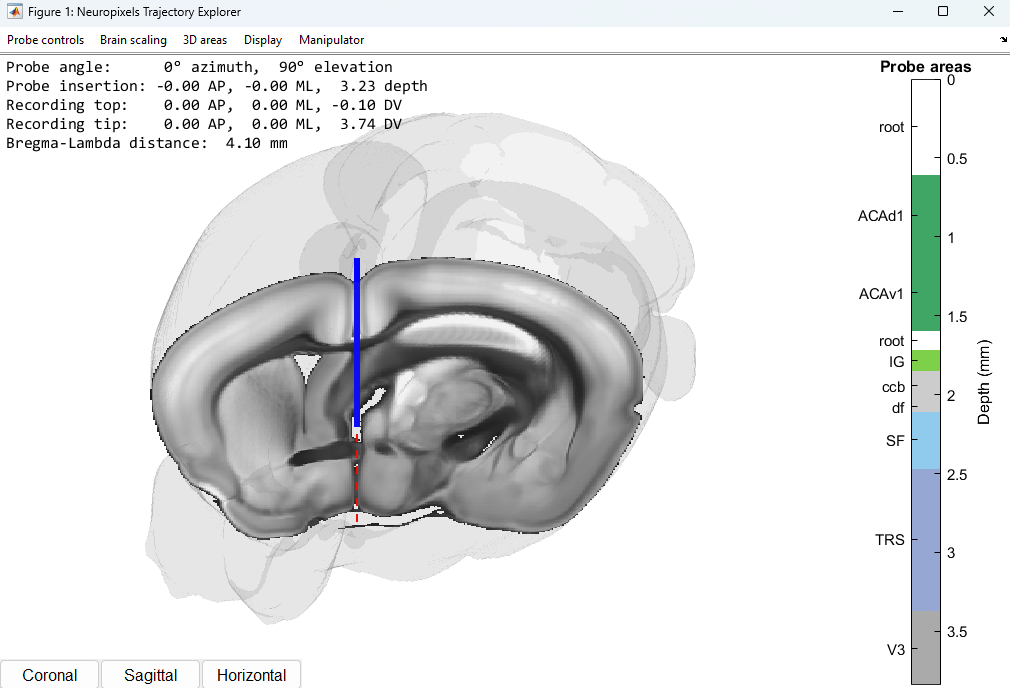 Figure 1: Neuropixels Trajectory Explorer
Probe controls Brain scaling 3D areas Display Manipulator
Probe angle: 0° azimuth, 90° elevation
Probe insertion: -0.00 AP, -0.00 ML, 3.23 depth
Recording top: 0.00 AP, 0.00 ML, -0.10 DV
Recording tip: 0.00 AP, 0.00 ML, 3.74 DV
Bregma-Lambda distance: 4.10 mm
Probe areas
0
root
0.5
ACAd1
1
ACAv1
1.5
root
IG
ccb
2
df
SF
2.5
TRS
3
3.5
V3
Depth (mm)
Coronal Sagittal Horizontal